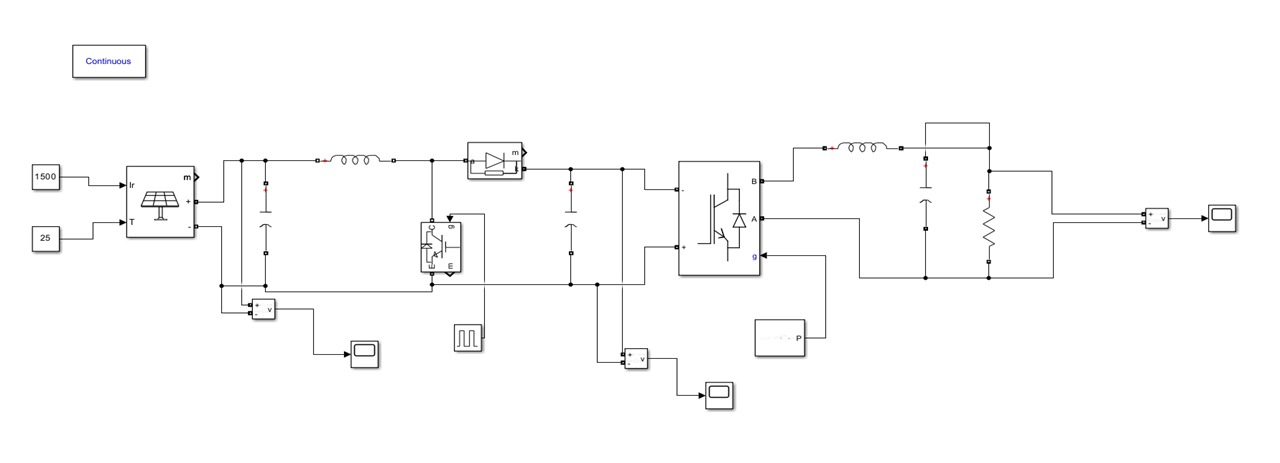 Continuous
1500
25
Ir
T
m
+
-
m
C
g
E
m
-
+
B
A
g
P
+
-
v
+
-
v
+
-
v